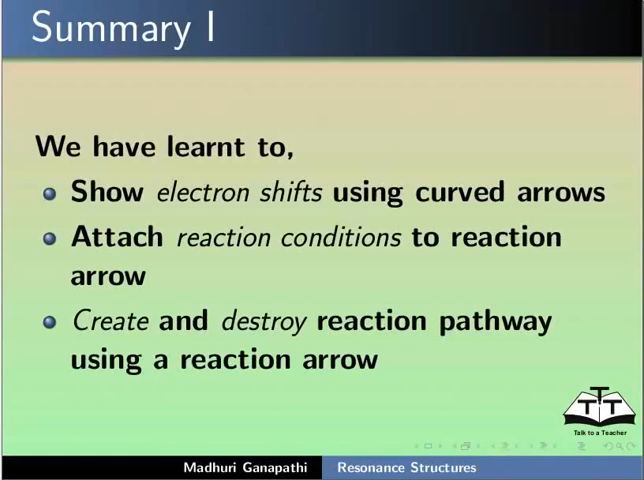 Summary I
We have learnt to,
Show electron shifts using curved arrows
Attach reaction conditions to reaction
arrow
Create and destroy reaction pathway
using a reaction arrow
TTT
Talk to a Teacher
Madhuri Ganapathi
Resonance Structures